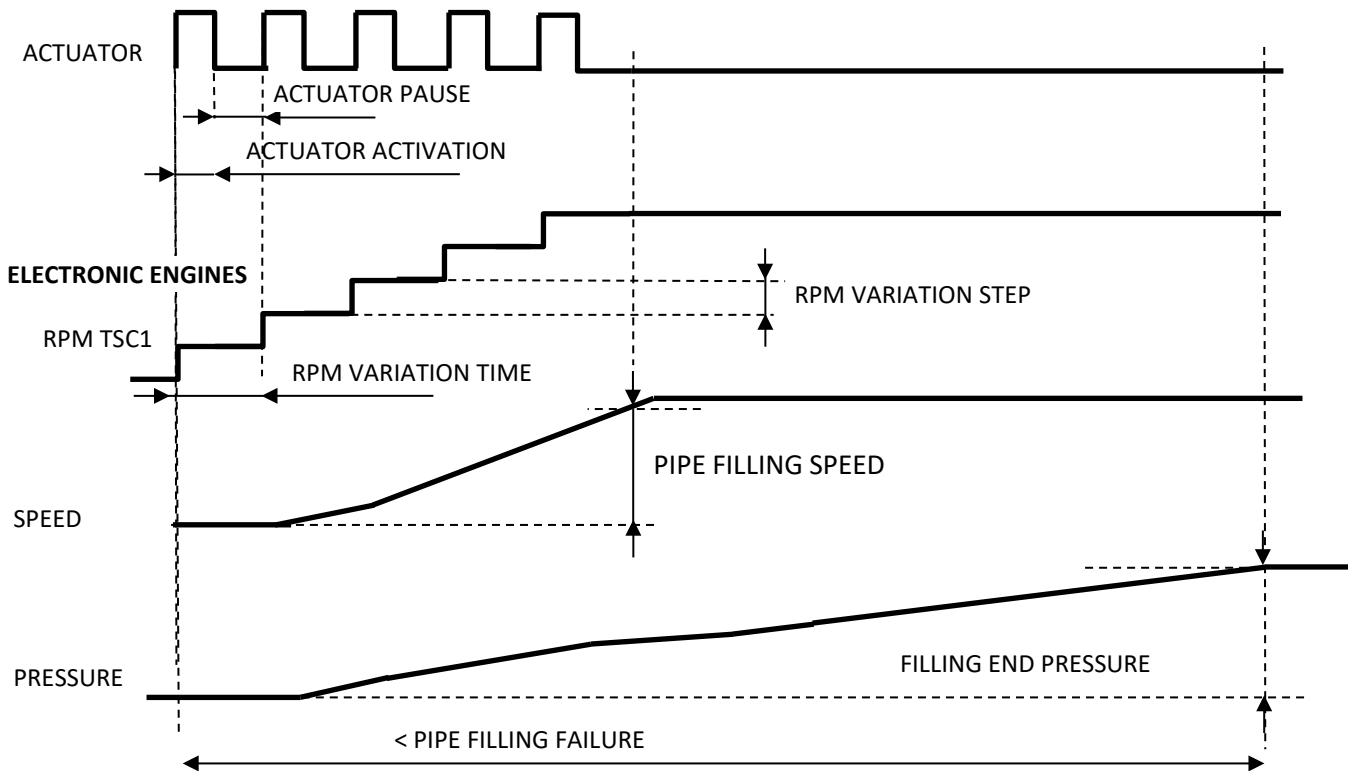 ACTUATOR
ACTUATOR PAUSE
ACTUATOR ACTIVATION
ELECTRONIC ENGINES
RPM VARIATION STEP
RPM TSC1
RPM VARIATION TIME
PIPE FILLING SPEED
SPEED
FILLING END PRESSURE
PRESSURE
< PIPE FILLING FAILURE